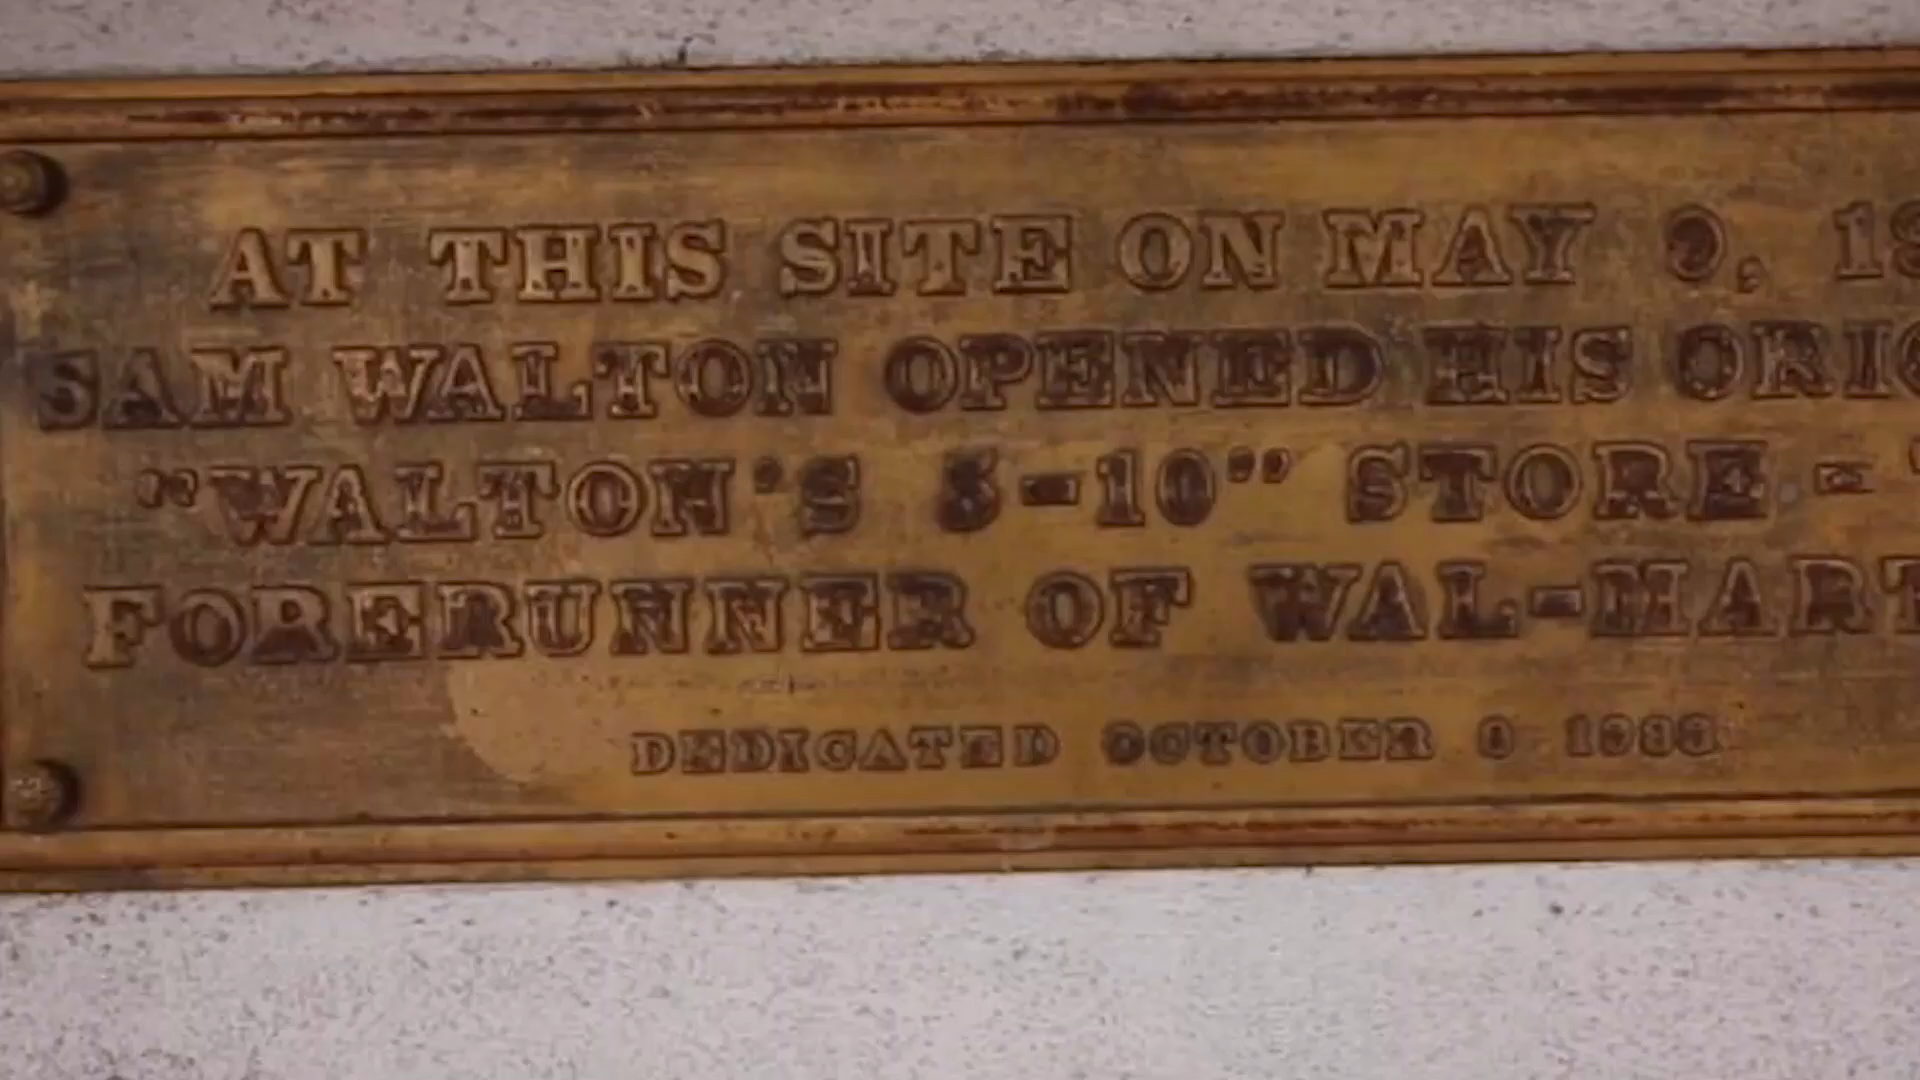 AT THIS SITE ON MAY 9, 19
SAM WALTON OPENED HIS ORIG
"WALTON'S 5-10" STORE - T
FORERUNNER OF WAL-MART
DEDICATED OCTOBER